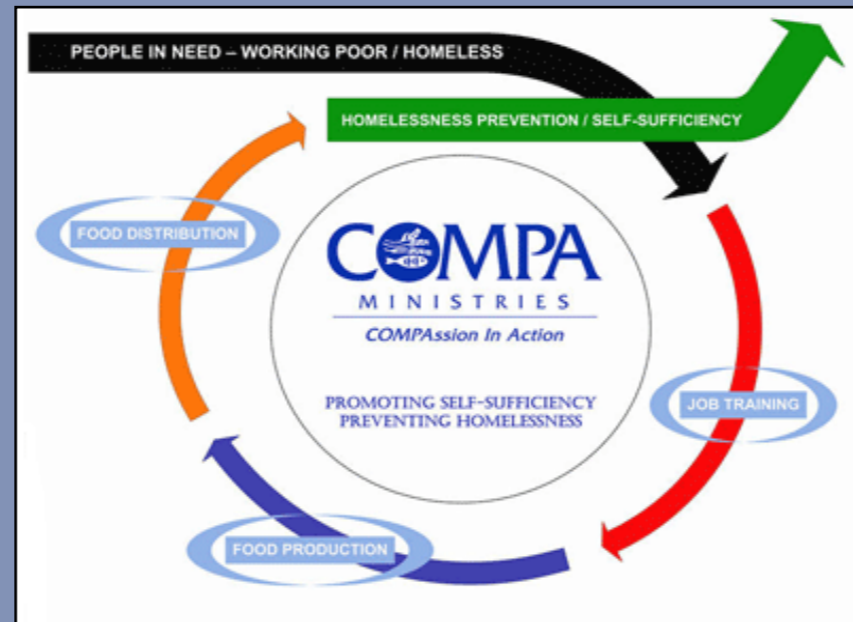 PEOPLE IN NEED – WORKING POOR / HOMELESS
HOMELESSNESS PREVENTION / SELF-SUFFICIENCY
FOOD DISTRIBUTION
COMPA
MINISTRIES
COMPAssion In Action
PROMOTING SELF-SUFFICIENCY
PREVENTING HOMELESSNESS
JOB TRAINING
FOOD PRODUCTION